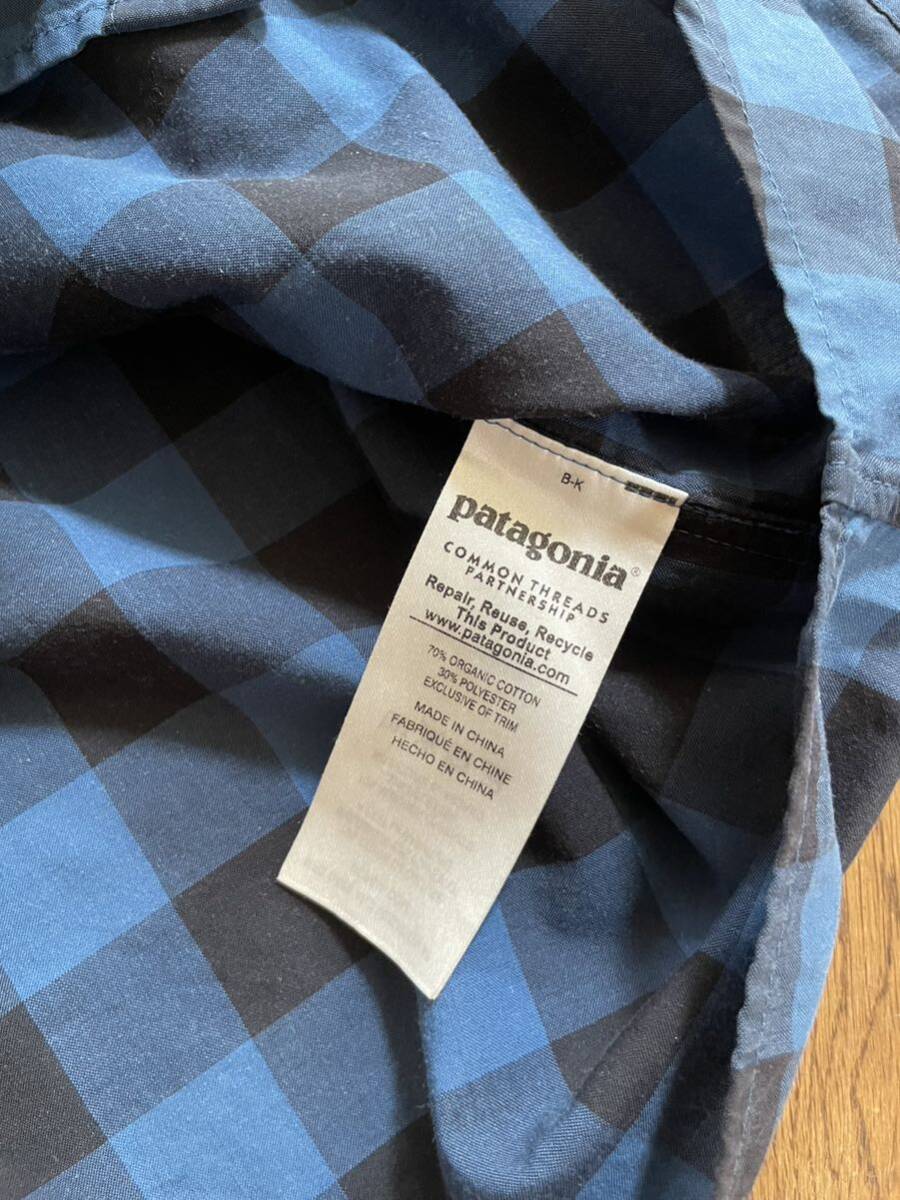 B-K
patagonia®
COMMON THREADS
PARTNERSHIP
Repair, Reuse, Recycle
This Product
www.patagonia.com
70% ORGANIC COTTON
30% POLYESTER
EXCLUSIVE OF TRIM
MADE IN CHINA
FABRIQUÉ EN CHINE
HECHO EN CHINA